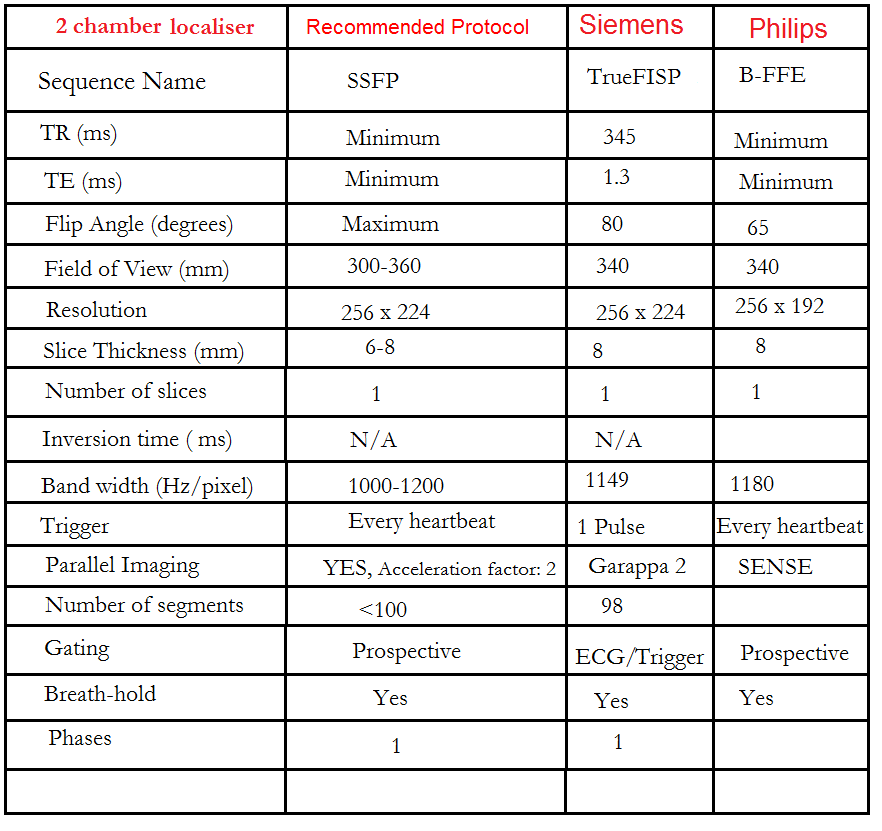 2 chamber localiser Recommended Protocol Siemens Philips
Sequence Name SSFP TrueFISP B-FFE
TR (ms) Minimum 345 Minimum
TE (ms) Minimum 1.3 Minimum
Flip Angle (degrees) Maximum 80 65
Field of View (mm) 300-360 340 340
Resolution 256 x 224 256 x 224 256 x 192
Slice Thickness (mm) 6-8 8 8
Number of slices 1 1 1
Inversion time ( ms) N/A N/A
Band width (Hz/pixel) 1000-1200 1149 1180
Trigger Every heartbeat 1 Pulse Every heartbeat
Parallel Imaging YES, Acceleration factor: 2 Garappa 2 SENSE
Number of segments <100 98
Gating Prospective ECG/Trigger Prospective
Breath-hold Yes Yes Yes
Phases 1 1